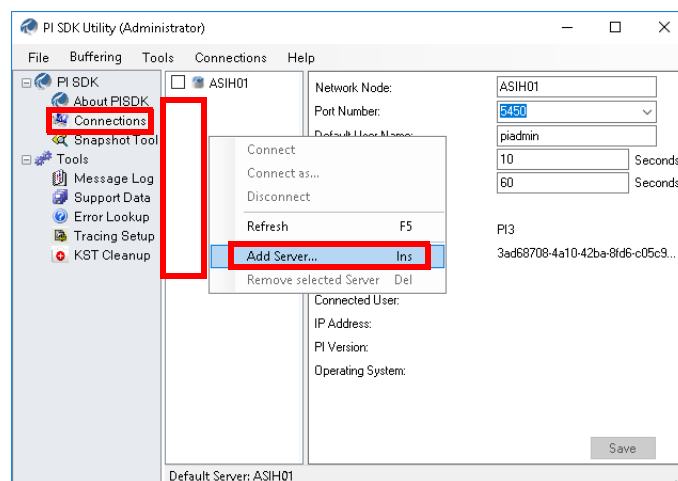 PI SDK Utility (Administrator)
File Buffering Tools Connections Help
PI SDK
About PISDK
Connections
Snapshot Tool
Tools
Message Log
Support Data
Error Lookup
Tracing Setup
KST Cleanup
ASIH01
Network Node: ASIH01
Port Number: 5450
Default User Name: piadmin
10 Seconds
60 Seconds
PI3
3ad68708-4a10-42ba-8fd6-c05c9...
Connect
Connect as...
Disconnect
Refresh F5
Add Server... Ins
Remove selected Server Del
Connected User:
IP Address:
PI Version:
Operating System:
Save
Default Server: ASIH01